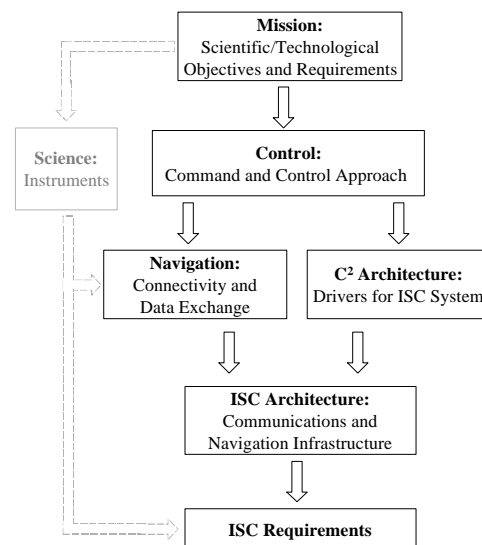 Mission:
Scientific/Technological
Objectives and Requirements
Control:
Command and Control Approach
Science:
Instruments
Navigation:
Connectivity and
Data Exchange
C² Architecture:
Drivers for ISC System
ISC Architecture:
Communications and
Navigation Infrastructure
ISC Requirements